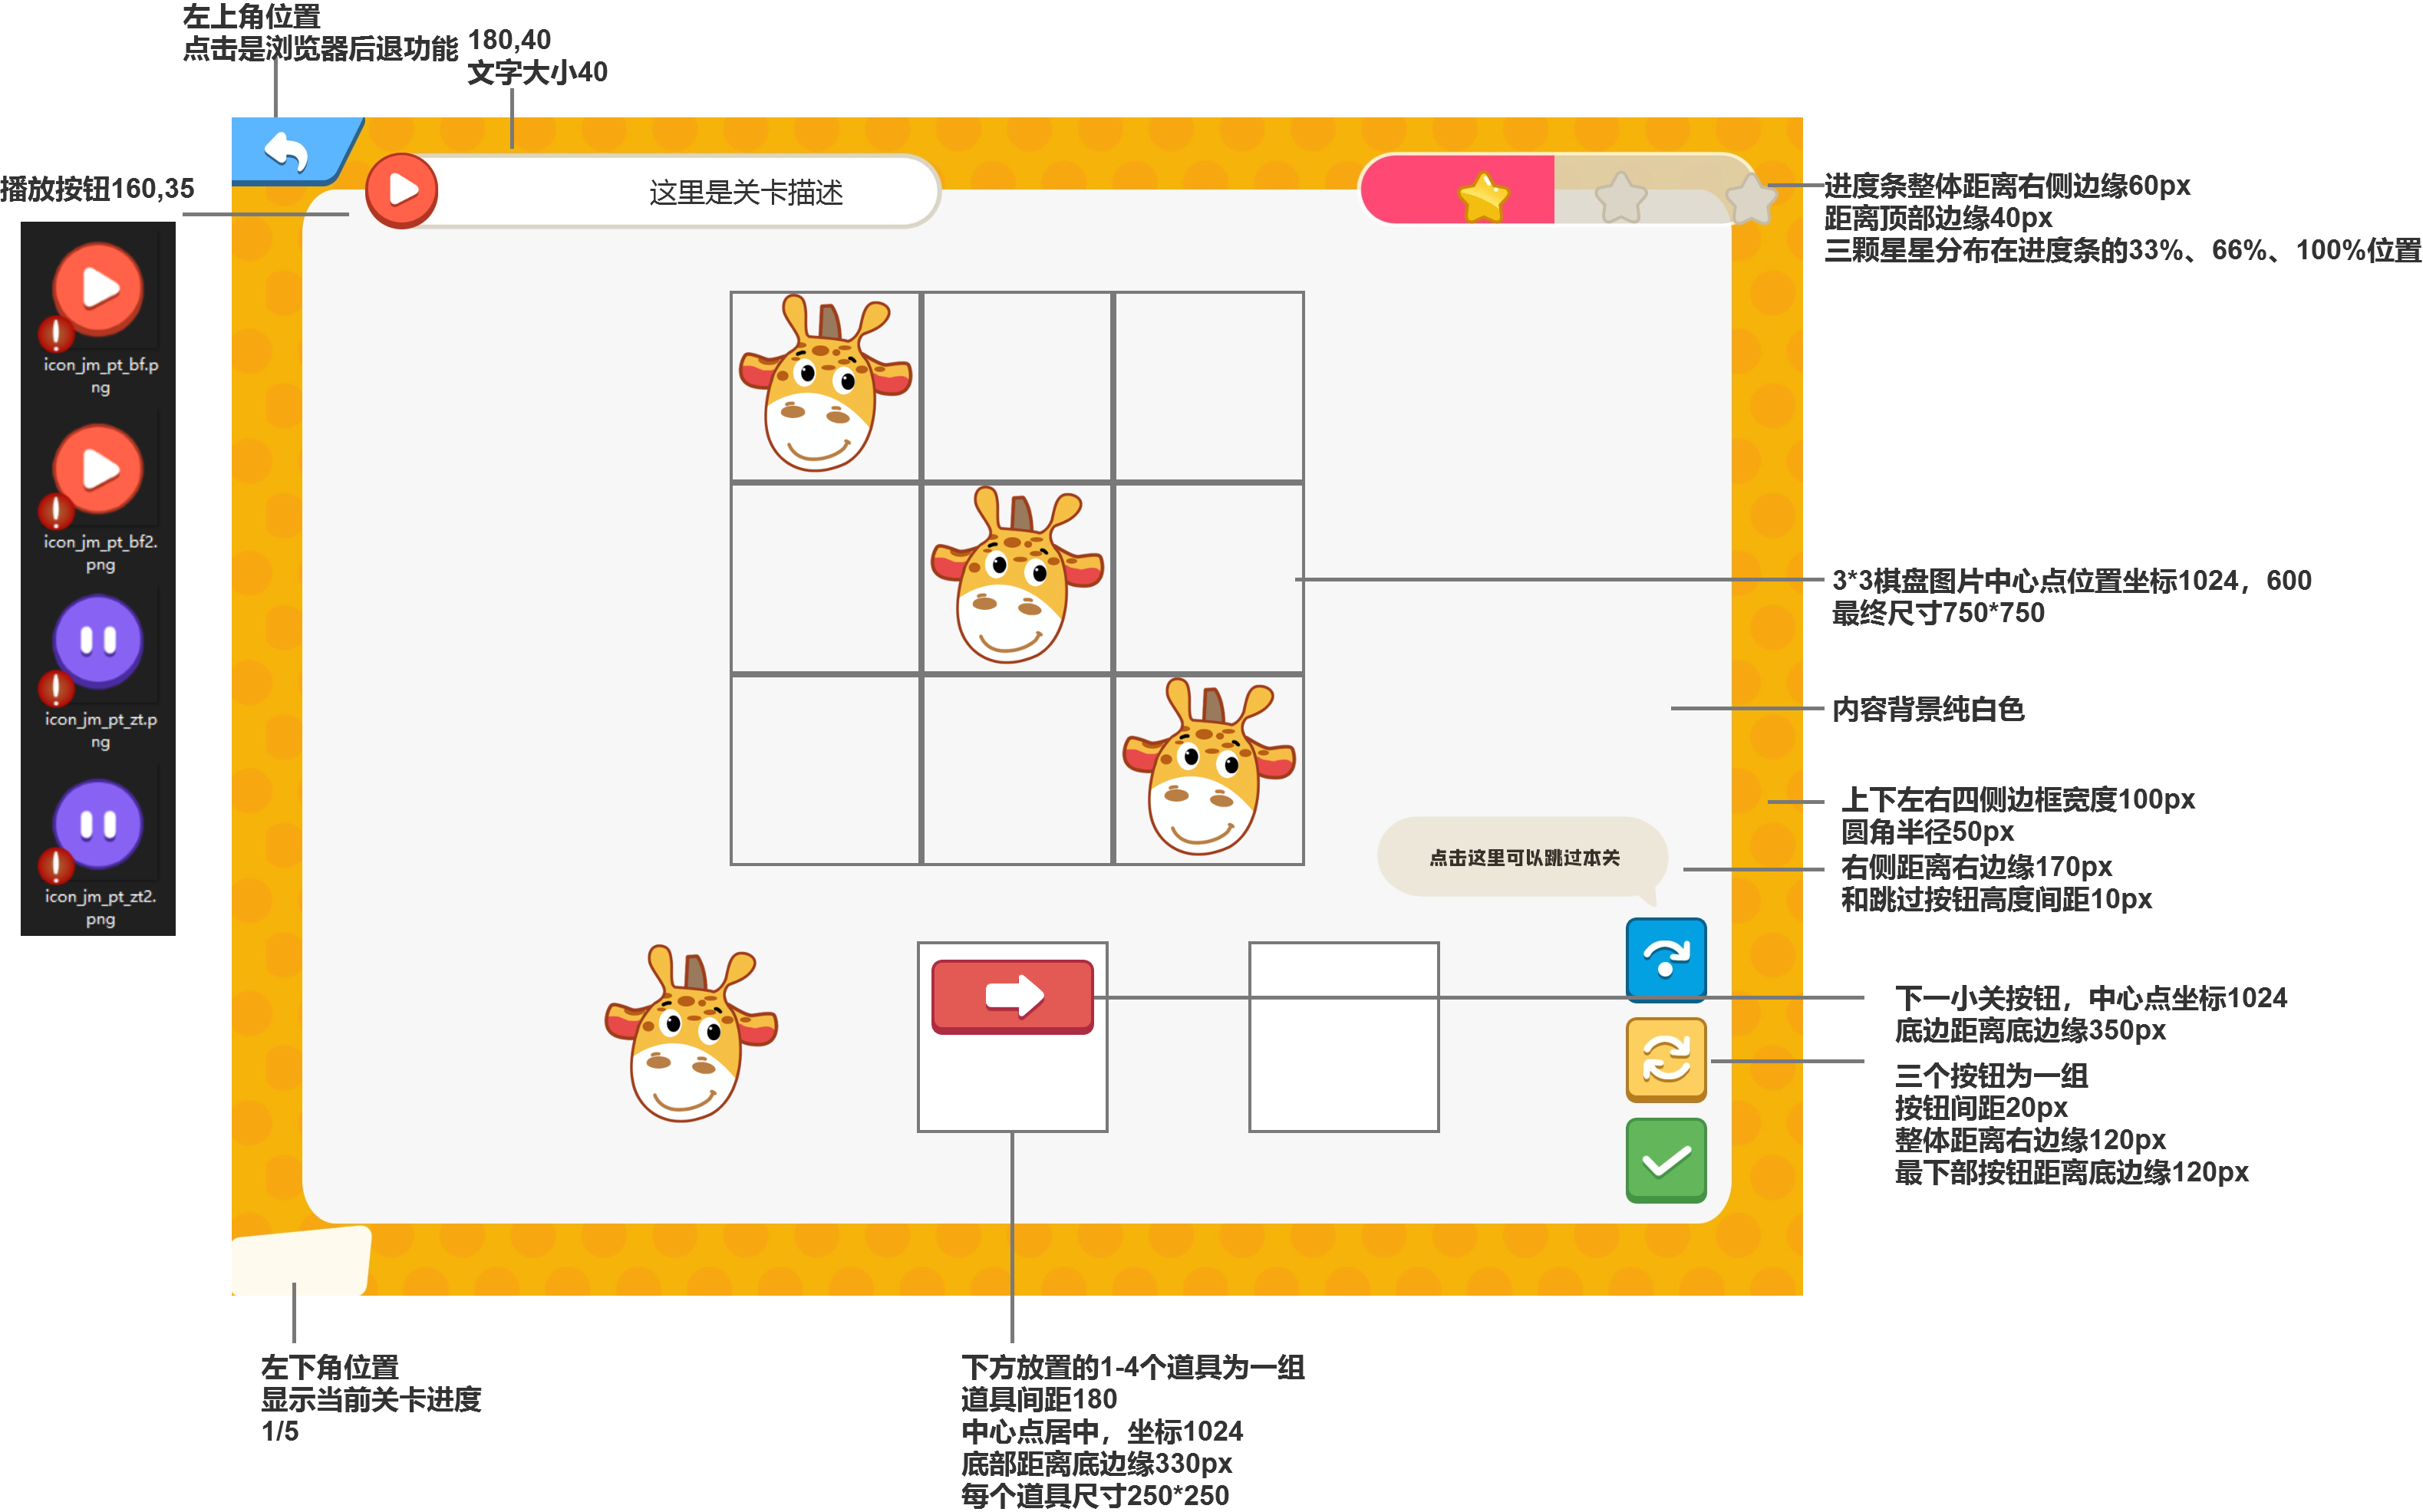 左上角位置
点击是浏览器后退功能
180,40
文字大小40
播放按钮160,35
icon_jm_pt_bf.p
ng
icon_jm_pt_bf2.
png
icon_jm_pt_zt.p
ng
icon_jm_pt_zt2.
png
这里是关卡描述
进度条整体距离右侧边缘60px
距离顶部边缘40px
三颗星星分布在进度条的33%、66%、100%位置
3*3棋盘图片中心点位置坐标1024，600
最终尺寸750*750
内容背景纯白色
上下左右四侧边框宽度100px
圆角半径50px
点击这里可以跳过本关
右侧距离右边缘170px
和跳过按钮高度间距10px
下一小关按钮，中心点坐标1024
底边距离底边缘350px
三个按钮为一组
按钮间距20px
整体距离右边缘120px
最下部按钮距离底边缘120px
左下角位置
显示当前关卡进度
1/5
下方放置的1-4个道具为一组
道具间距180
中心点居中，坐标1024
底部距离底边缘330px
每个道具尺寸250*250